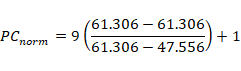 PC_norm = 9 ( (61.306 − 61.306) / (61.306 − 47.556) ) + 1